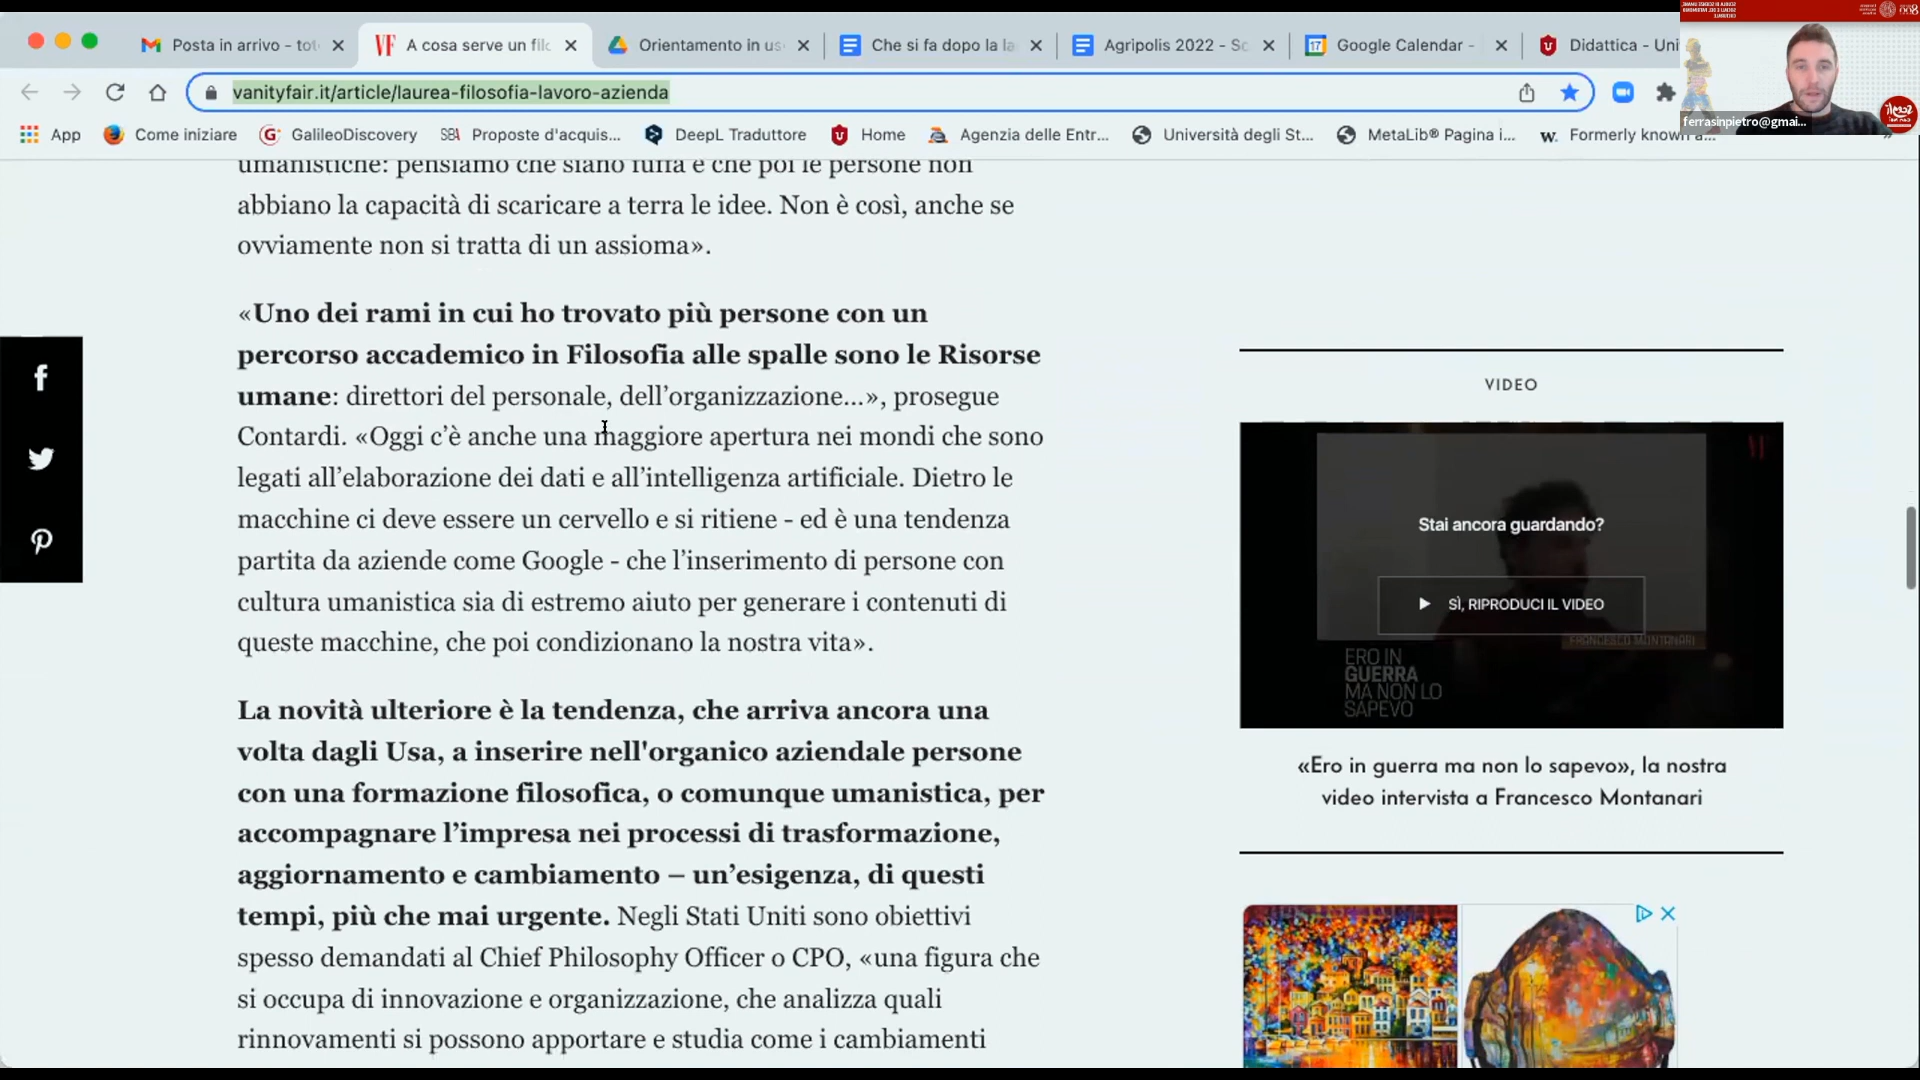 Posta in arrivo - tot
A cosa serve un filo
Orientamento in us
Che si fa dopo la la
Agripolis 2022 - Sc
Google Calendar -
Didattica - Uni
vanityfair.it/article/laurea-filosofia-lavoro-azienda
ferrasinpietro@gmai...
App
Come iniziare
GalileoDiscovery
SBA Proposte d'acquis...
DeepL Traduttore
Home
Agenzia delle Entr...
Università degli St...
MetaLib® Pagina i...
w. Formerly known a...
umanistiche: pensiamo che siano fuffa e che poi le persone non
abbiano la capacità di scaricare a terra le idee. Non è così, anche se
ovviamente non si tratta di un assioma».
«Uno dei rami in cui ho trovato più persone con un
percorso accademico in Filosofia alle spalle sono le Risorse
umane: direttori del personale, dell’organizzazione...», prosegue
Contardi. «Oggi c’è anche una maggiore apertura nei mondi che sono
legati all’elaborazione dei dati e all’intelligenza artificiale. Dietro le
macchine ci deve essere un cervello e si ritiene - ed è una tendenza
partita da aziende come Google - che l’inserimento di persone con
cultura umanistica sia di estremo aiuto per generare i contenuti di
queste macchine, che poi condizionano la nostra vita».
La novità ulteriore è la tendenza, che arriva ancora una
volta dagli Usa, a inserire nell'organico aziendale persone
con una formazione filosofica, o comunque umanistica, per
accompagnare l’impresa nei processi di trasformazione,
aggiornamento e cambiamento – un’esigenza, di questi
tempi, più che mai urgente. Negli Stati Uniti sono obiettivi
spesso demandati al Chief Philosophy Officer o CPO, «una figura che
si occupa di innovazione e organizzazione, che analizza quali
rinnovamenti si possono apportare e studia come i cambiamenti
VIDEO
Stai ancora guardando?
SÌ, RIPRODUCI IL VIDEO
FRANCESCO MONTANARI
ERO IN
GUERRA
MA NON LO
SAPEVO
«Ero in guerra ma non lo sapevo», la nostra
video intervista a Francesco Montanari